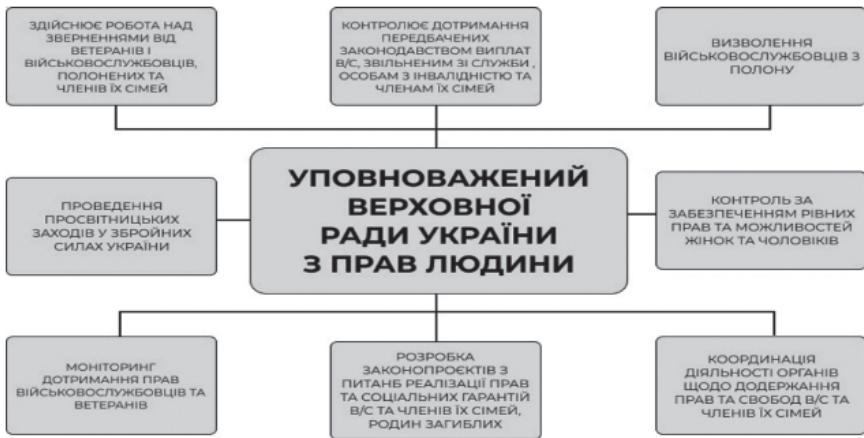 ЗДІЙСНЮЄ РОБОТА НАД
ЗВЕРНЕННЯМИ ВІД
ВЕТЕРАНІВ І
ВІЙСЬКОВОСЛУЖБОВЦІВ,
ПОЛОНЕНИХ ТА
ЧЛЕНІВ ЇХ СІМЕЙ
КОНТРОЛЮЄ ДОТРИМАННЯ
ПЕРЕДБАЧЕНИХ
ЗАКОНОДАВСТВОМ ВИПЛАТ
В/С, ЗВІЛЬНЕНИМ ЗІ СЛУЖБИ ,
ОСОБАМ З ІНВАЛІДНІСТЮ ТА
ЧЛЕНАМ ЇХ СІМЕЙ
ВИЗВОЛЕННЯ
ВІЙСЬКОВОСЛУЖБОВЦІВ З
ПОЛОНУ
ПРОВЕДЕННЯ
ПРОСВІТНИЦЬКИХ
ЗАХОДІВ У ЗБРОЙНИХ
СИЛАХ УКРАЇНИ
УПОВНОВАЖЕНИЙ
ВЕРХОВНОЇ
РАДИ УКРАЇНИ
З ПРАВ ЛЮДИНИ
КОНТРОЛЬ ЗА
ЗАБЕЗПЕЧЕННЯМ РІВНИХ
ПРАВ ТА МОЖЛИВОСТЕЙ
ЖІНОК ТА ЧОЛОВІКІВ
МОНІТОРИНГ
ДОТРИМАННЯ ПРАВ
ВІЙСЬКОВОСЛУЖБОВЦІВ ТА
ВЕТЕРАНІВ
РОЗРОБКА
ЗАКОНОПРОЄКТІВ З
ПИТАНБ РЕАЛІЗАЦІЇ ПРАВ
ТА СОЦІАЛЬНИХ ГАРАНТІЙ
В/С ТА ЧЛЕНІВ ЇХ СІМЕЙ,
РОДИН ЗАГИБЛИХ
КООРДИНАЦІЯ
ДІЯЛЬНОСТІ ОРГАНІВ
ЩОДО ДОДЕРЖАННЯ
ПРАВ ТА СВОБОД В/С ТА
ЧЛЕНІВ ЇХ СІМЕЙ